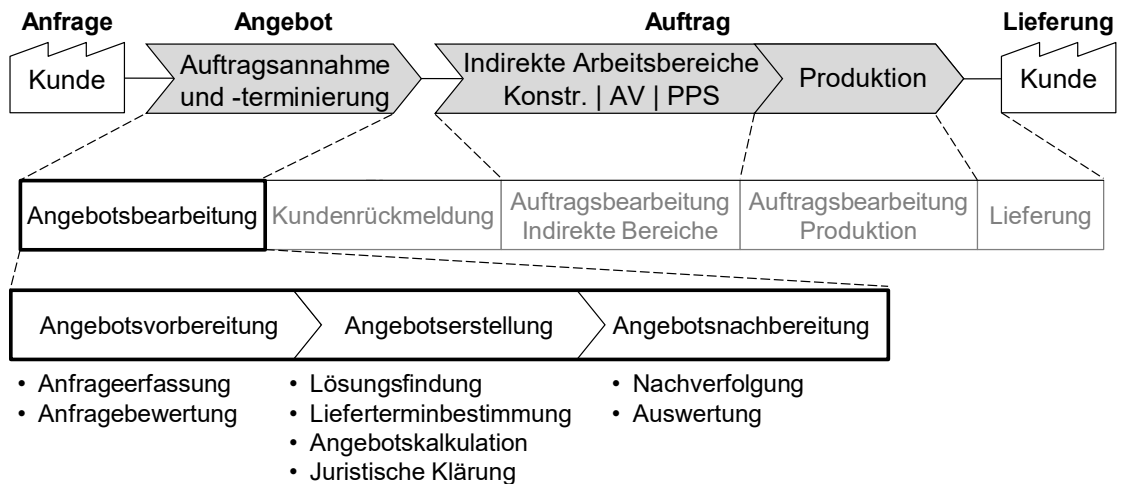 Anfrage
Angebot
Auftrag
Lieferung
Kunde
Auftragsannahme
und -terminierung
Indirekte Arbeitsbereiche
Konstr. | AV | PPS
Produktion
Kunde
Angebotsbearbeitung
Kundenrückmeldung
Auftragsbearbeitung
Indirekte Bereiche
Auftragsbearbeitung
Produktion
Lieferung
Angebotsvorbereitung
Angebotserstellung
Angebotsnachbereitung
• Anfrageerfassung
• Anfragebewertung
• Lösungsfindung
• Lieferterminbestimmung
• Angebotskalkulation
• Juristische Klärung
• Nachverfolgung
• Auswertung